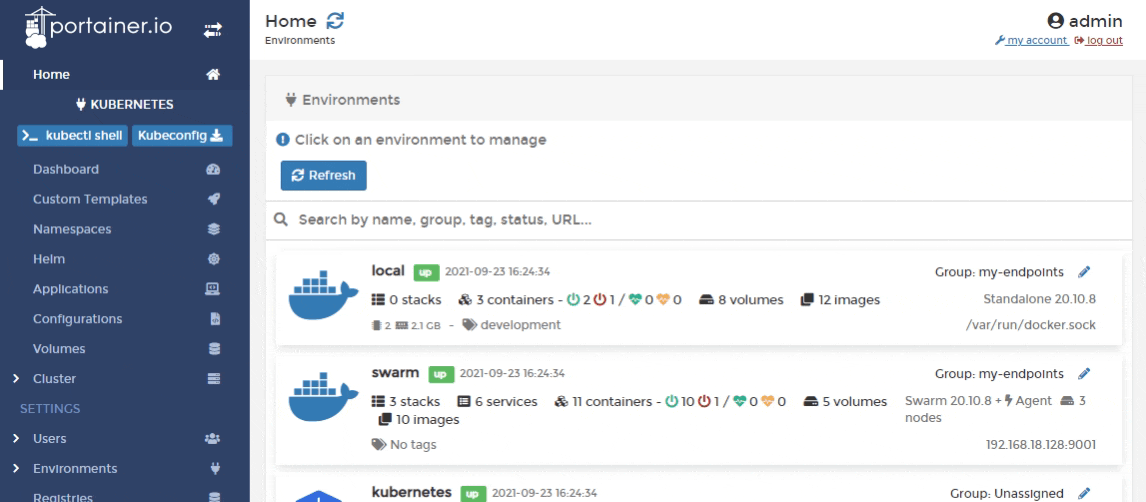 portainer.io
Home
KUBERNETES
kubectl shell
Kubeconfig
Dashboard
Custom Templates
Namespaces
Helm
Applications
Configurations
Volumes
Cluster
SETTINGS
Users
Environments
Registries
Home
Environments
admin
my account log out
Environments
Click on an environment to manage
Refresh
Search by name, group, tag, status, URL...
local up 2021-09-23 16:24:34
Group: my-endpoints
0 stacks 3 containers - 2 1 / 0 0 8 volumes 12 images
Standalone 20.10.8
2 2.1 GB - development
/var/run/docker.sock
swarm up 2021-09-23 16:24:34
Group: my-endpoints
3 stacks 6 services 11 containers - 10 1 / 0 0 5 volumes
10 images
Swarm 20.10.8 + Agent 3
nodes
No tags
192.168.18.128:9001
kubernetes up 2021-09-23 16:24:34
Group: Unassigned